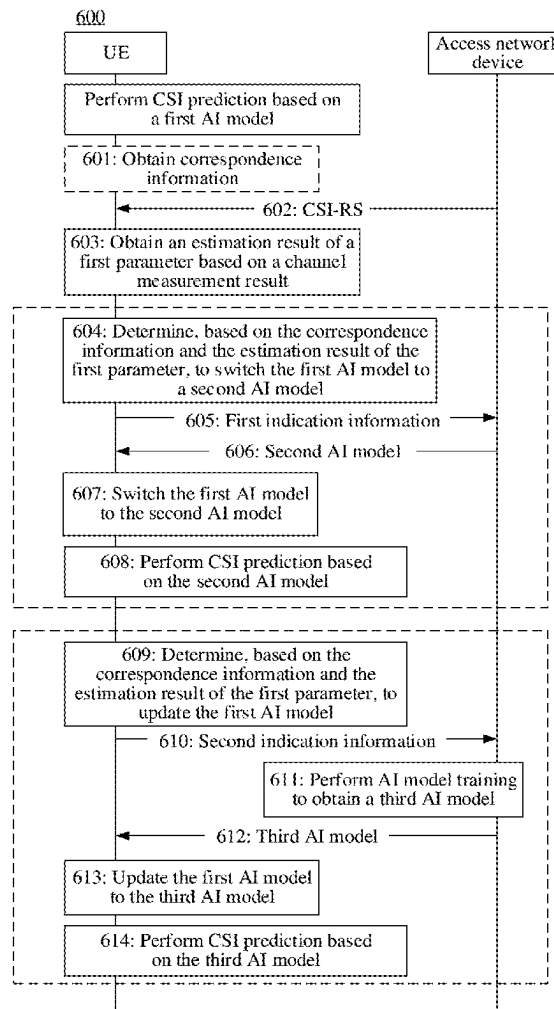 600
UE
Access network
device
Perform CSI prediction based on
a first AI model
601: Obtain correspondence
information
602: CSI-RS
603: Obtain an estimation result of a
first parameter based on a channel
measurement result
604: Determine, based on the correspondence
information and the estimation result of the
first parameter, to switch the first AI model to
a second AI model
605: First indication information
606: Second AI model
607: Switch the first AI model
to the second AI model
608: Perform CSI prediction based
on the second AI model
609: Determine, based on the
correspondence information and the
estimation result of the first parameter, to
update the first AI model
610: Second indication information
611: Perform AI model training
to obtain a third AI model
612: Third AI model
613: Update the first AI model
to the third AI model
614: Perform CSI prediction based
on the third AI model